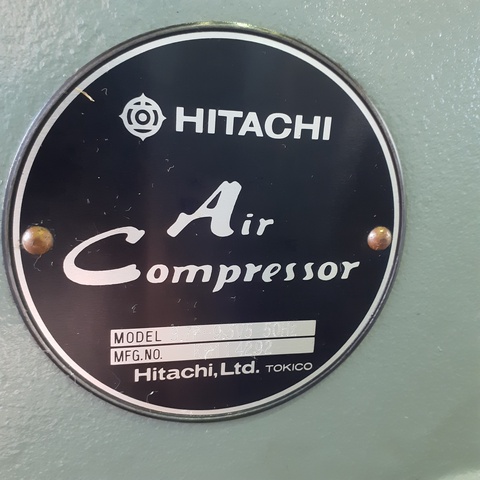 HITACHI
Air
Compressor
MODEL
MFG.NO.
Hitachi,Ltd. TOKICO